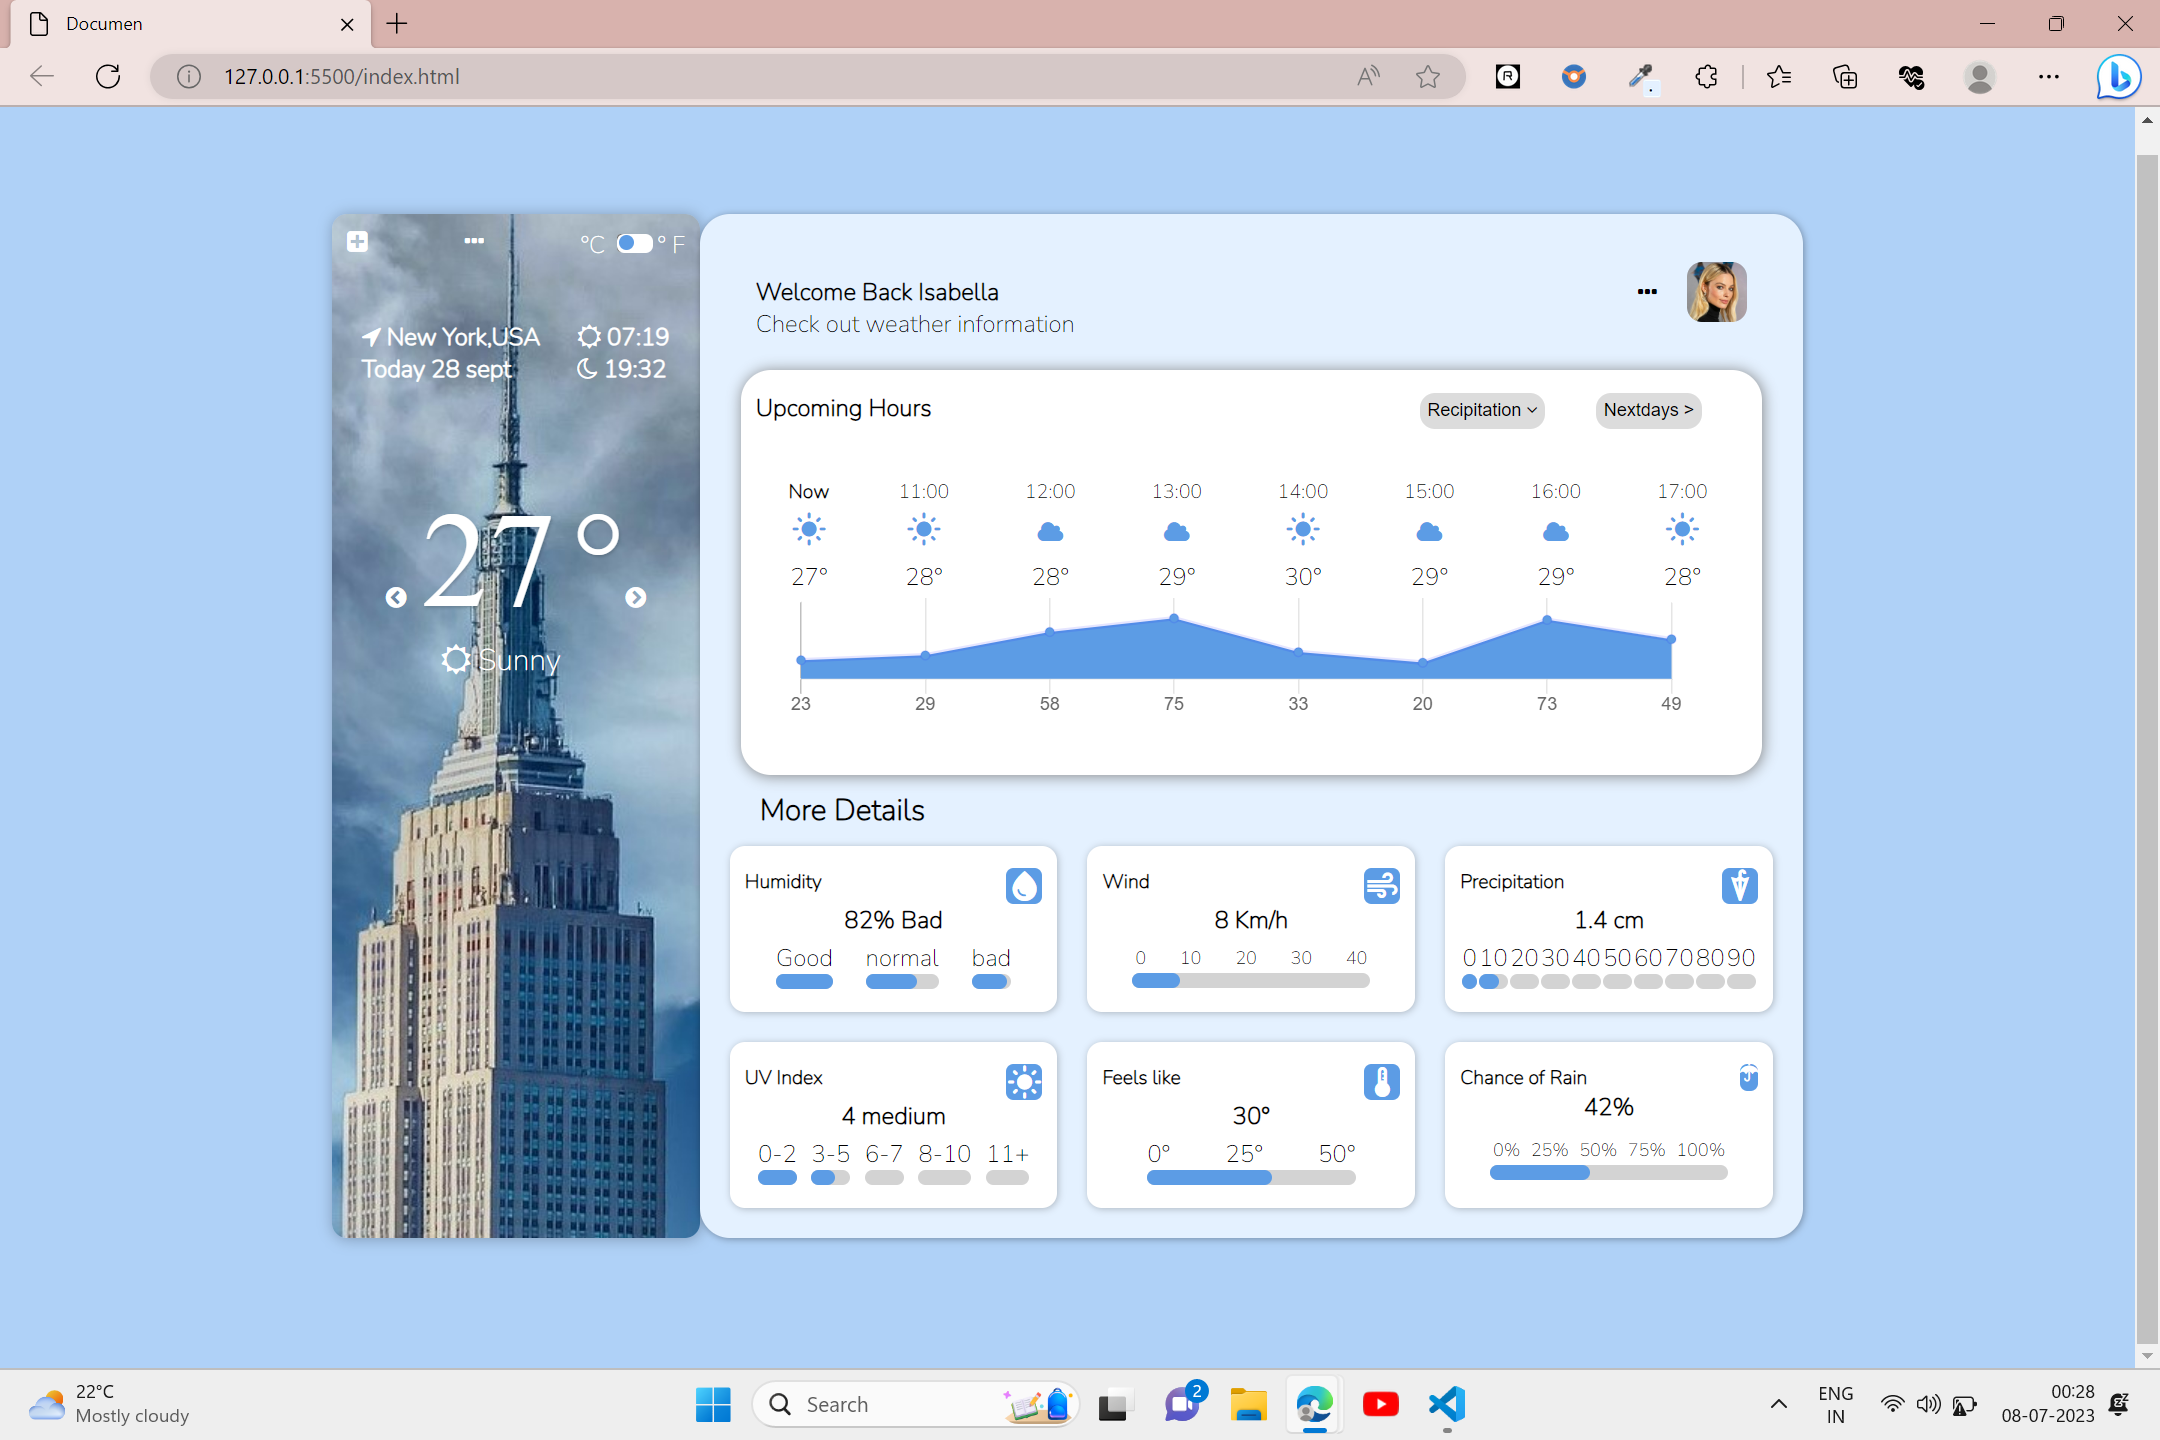 Documen
127.0.0.1:5500/index.html
°C ° F
New York,USA 07:19
Today 28 sept 19:32
27°
Sunny
Welcome Back Isabella
Check out weather information
Upcoming Hours Recipitation Nextdays >
Now 11:00 12:00 13:00 14:00 15:00 16:00 17:00
27° 28° 28° 29° 30° 29° 29° 28°
23 29 58 75 33 20 73 49
More Details
Humidity
82% Bad
Good normal bad
Wind
8 Km/h
0 10 20 30 40
Precipitation
1.4 cm
0 10 20 30 40 50 60 70 80 90
UV Index
4 medium
0-2 3-5 6-7 8-10 11+
Feels like
30°
0° 25° 50°
Chance of Rain
42%
0% 25% 50% 75% 100%
22°C
Mostly cloudy
Search
2
ENG
IN
00:28
08-07-2023